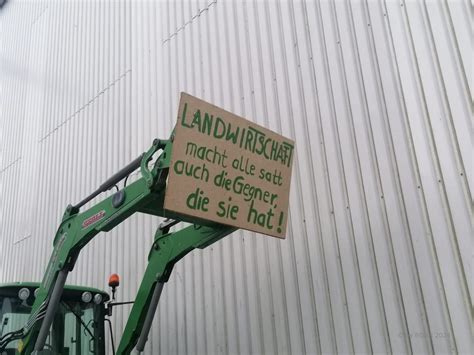 LANDWIRTSCHAFT
macht alle satt
auch die Gegner,
die sie hat!